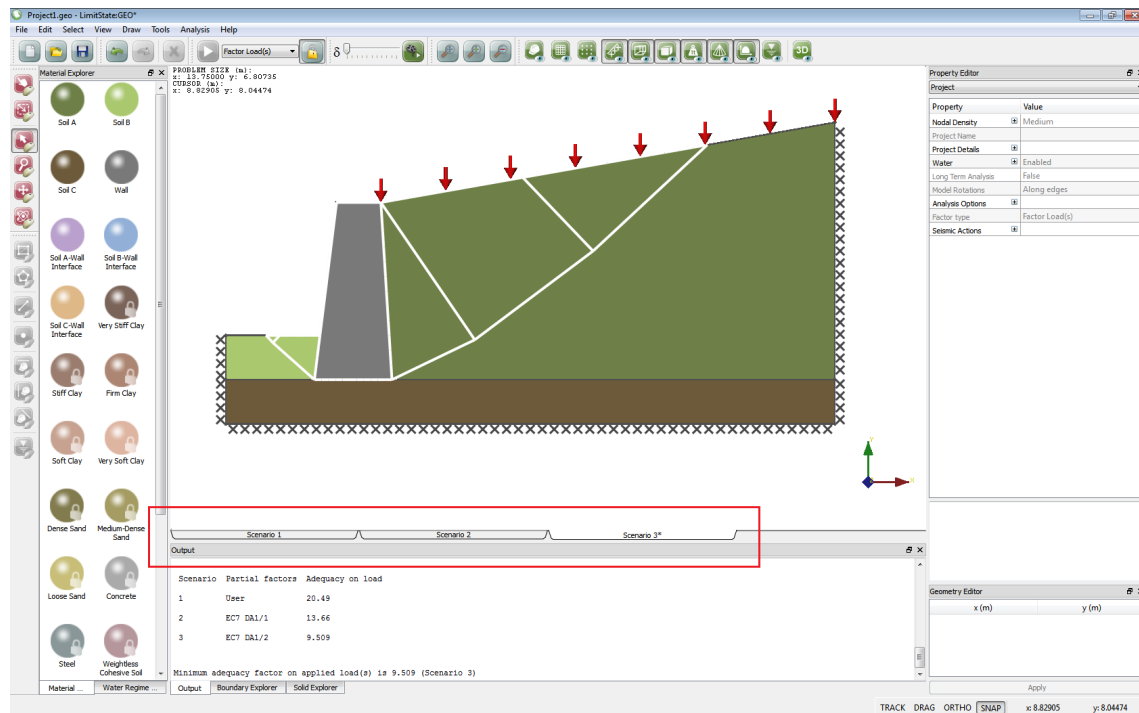 Project1.geo - LimitState:GEO*
File Edit Select View Draw Tools Analysis Help
Factor Load(s) δ 3D
Material Explorer
Soil A Soil B
Soil C Wall
Soil A-Wall Interface Soil B-Wall Interface
Soil C-Wall Interface Very Stiff Clay
Stiff Clay Firm Clay
Soft Clay Very Soft Clay
Dense Sand Medium-Dense Sand
Loose Sand Concrete
Steel Weightless Cohesive Soil
Material ... Water Regime ...
PROBLEM SIZE (m):
x: 13.75000 y: 6.80735
CURSOR (m):
x: 8.82905 y: 8.04474
Scenario 1 Scenario 2 Scenario 3*
Output
Scenario Partial factors Adequacy on load
1 User 20.49
2 EC7 DA1/1 13.66
3 EC7 DA1/2 9.509
Minimum adequacy factor on applied load(s) is 9.509 (Scenario 3)
Output Boundary Explorer Solid Explorer
Property Editor
Project
Property Value
Nodal Density Medium
Project Name
Project Details
Water Enabled
Long Term Analysis False
Model Rotations Along edges
Analysis Options
Factor type Factor Load(s)
Seismic Actions
Geometry Editor
x (m) y (m)
Apply
TRACK DRAG ORTHO SNAP x: 8.82905 y: 8.04474